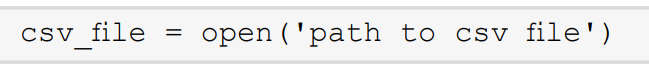 csv_file = open('path to csv file')